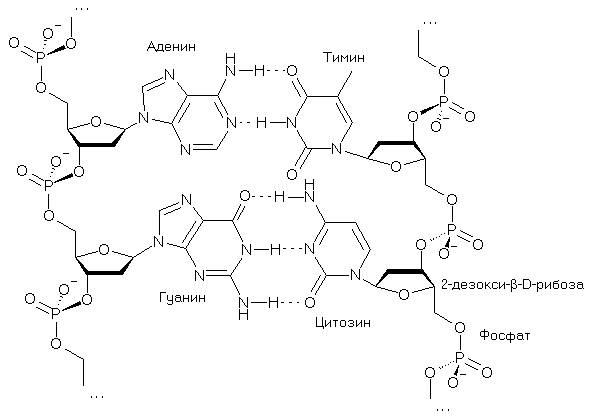 ...
...
Аденин
Тимин
Гуанин
Цитозин
2-дезокси-β-D-рибоза
Фосфат
...
...